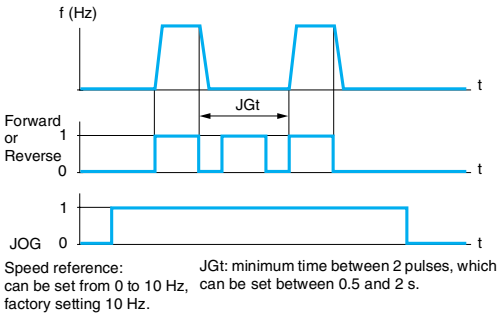 f (Hz)
t
JGt
Forward
or
Reverse
1
0
t
1
JOG 0
t
Speed reference:
can be set from 0 to 10 Hz,
factory setting 10 Hz.
JGt: minimum time between 2 pulses, which
can be set between 0.5 and 2 s.